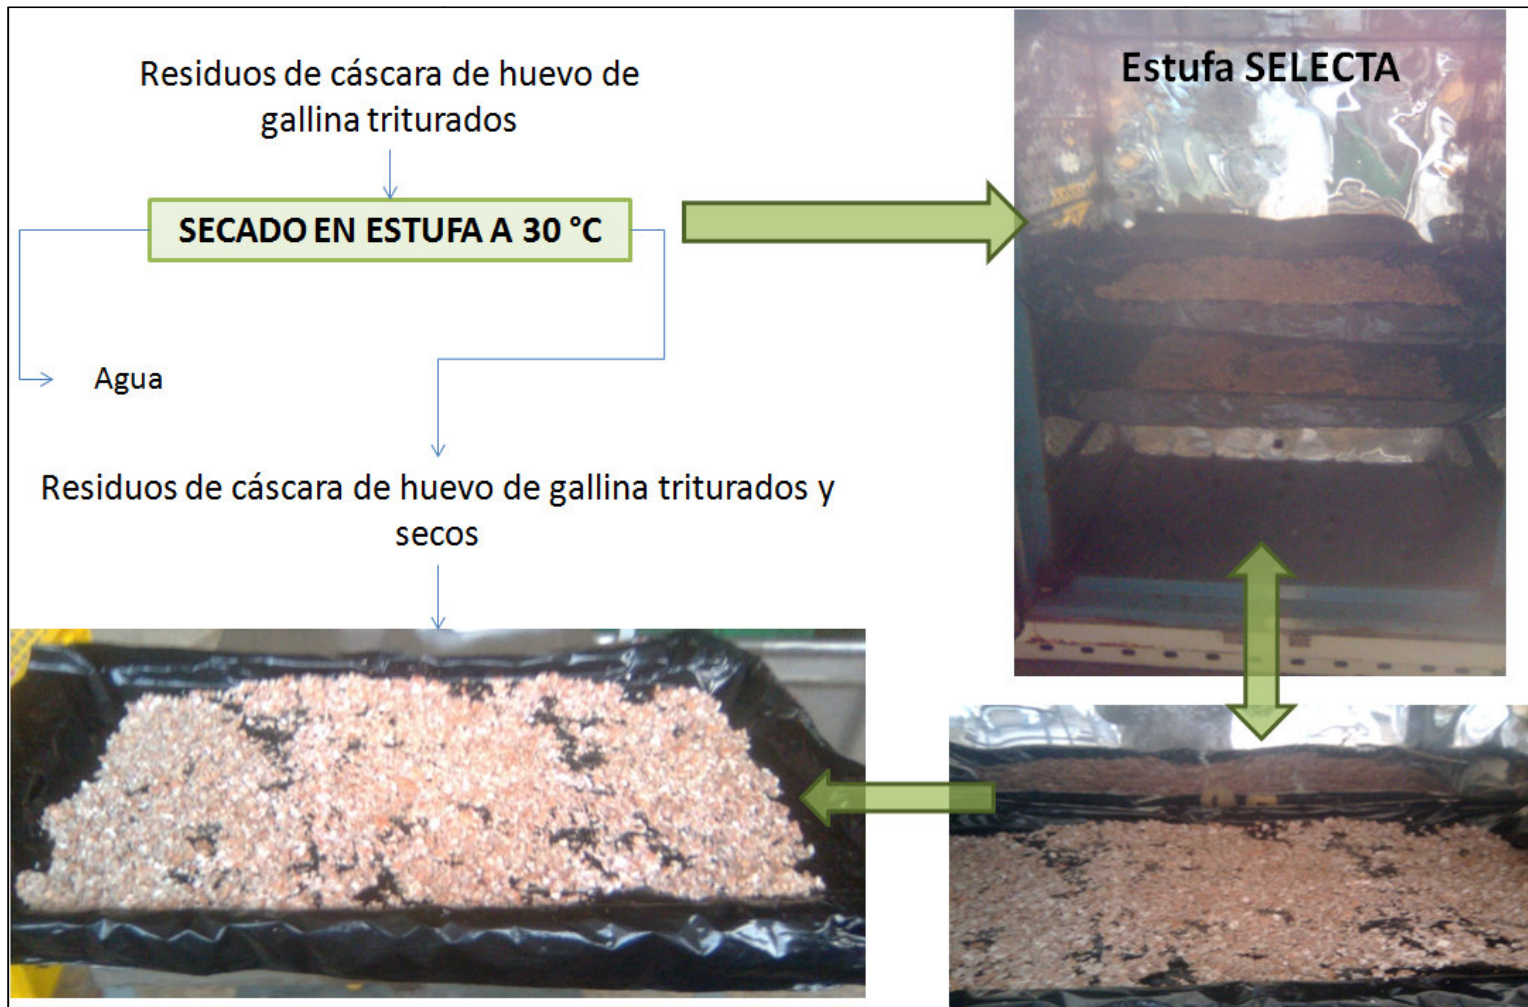 Residuos de cáscara de huevo de
gallina triturados
SECADO EN ESTUFA A 30 °C
Agua
Residuos de cáscara de huevo de gallina triturados y
secos
Estufa SELECTA